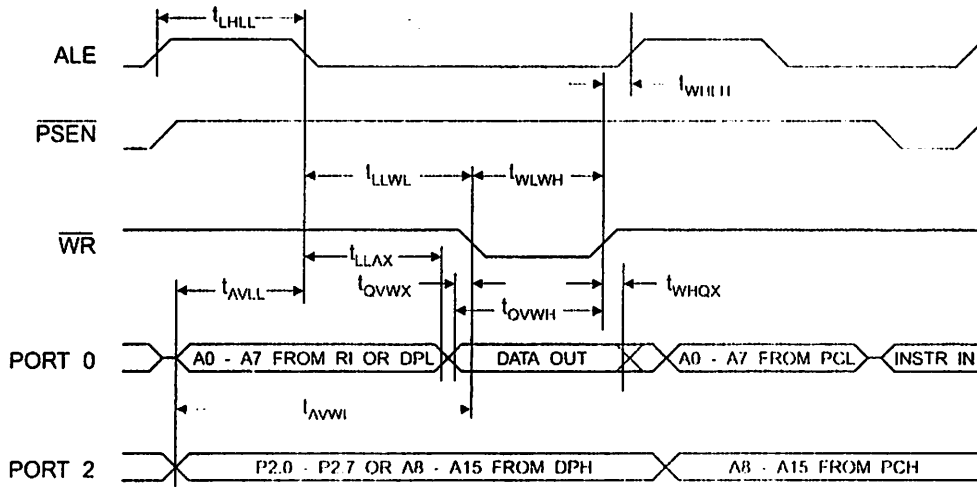 tLHLL
ALE
tWHLH
PSEN
tLLWL
tWLWH
WR
tLLAX
tQVWX
tWHQX
tAVLL
tQVWH
PORT 0
A0 - A7 FROM RI OR DPL
DATA OUT
A0 - A7 FROM PCL
INSTR IN
tAVWL
PORT 2
P2.0 - P2.7 OR A8 - A15 FROM DPH
A8 - A15 FROM PCH